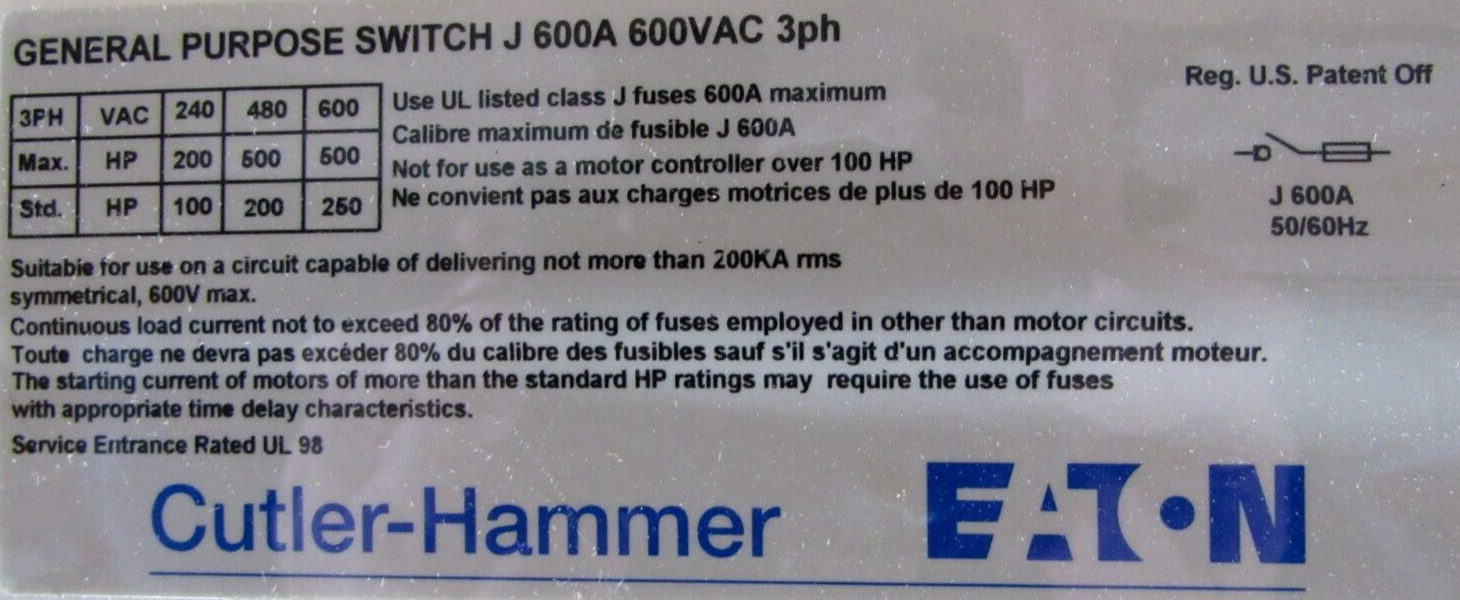 GENERAL PURPOSE SWITCH J 600A 600VAC 3ph
Reg. U.S. Patent Off
3PH VAC 240 480 600
Max. HP 200 500 500
Std. HP 100 200 250
Use UL listed class J fuses 600A maximum
Calibre maximum de fusible J 600A
Not for use as a motor controller over 100 HP
Ne convient pas aux charges motrices de plus de 100 HP
J 600A
50/60Hz
Suitable for use on a circuit capable of delivering not more than 200KA rms
symmetrical, 600V max.
Continuous load current not to exceed 80% of the rating of fuses employed in other than motor circuits.
Toute charge ne devra pas excéder 80% du calibre des fusibles sauf s'il s'agit d'un accompagnement moteur.
The starting current of motors of more than the standard HP ratings may require the use of fuses
with appropriate time delay characteristics.
Service Entrance Rated UL 98
Cutler-Hammer
EATON